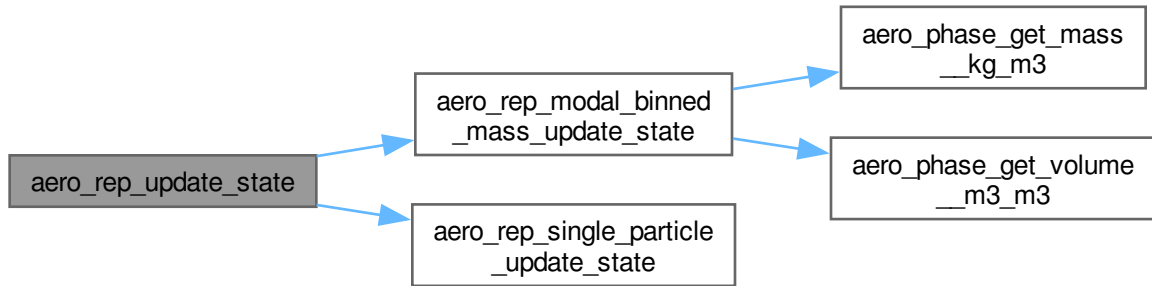 aero_rep_update_state
aero_rep_modal_binned
_mass_update_state
aero_rep_single_particle
_update_state
aero_phase_get_mass
__kg_m3
aero_phase_get_volume
__m3_m3